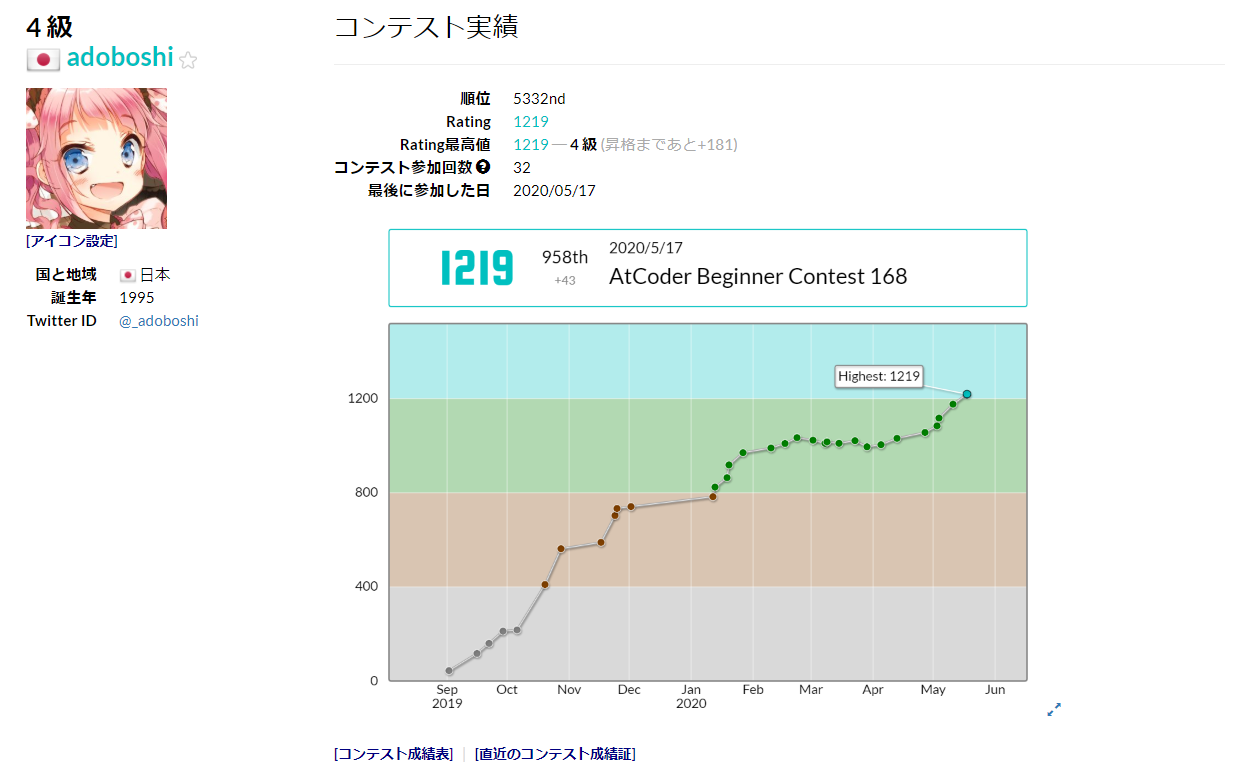 4 級
adoboshi
[アイコン設定]
国と地域 日本
誕生年 1995
Twitter ID @_adoboshi
コンテスト実績
順位 5332nd
Rating 1219
Rating最高値 1219 ― 4 級 (昇格まであと+181)
コンテスト参加回数 ? 32
最後に参加した日 2020/05/17
1219
958th
+43
2020/5/17
AtCoder Beginner Contest 168
Highest: 1219
1200
800
400
0
Sep Oct Nov Dec Jan Feb Mar Apr May Jun
2019 2020
[コンテスト成績表] | [直近のコンテスト成績証]